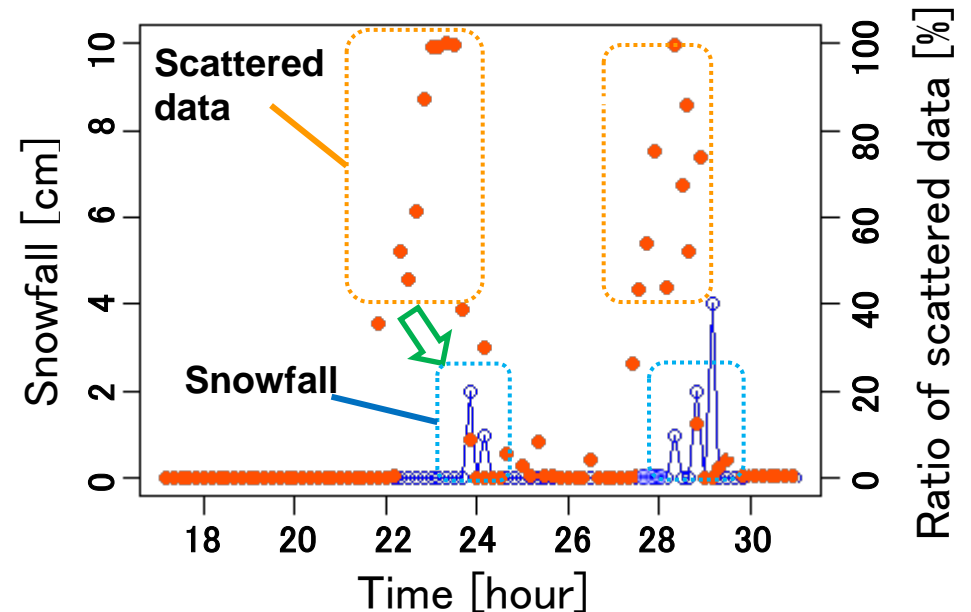 Snowfall [cm]
10
8
6
4
2
0
Scattered
data
Snowfall
100
80
60
40
20
0
Ratio of scattered data [%]
18 20 22 24 26 28 30
Time [hour]